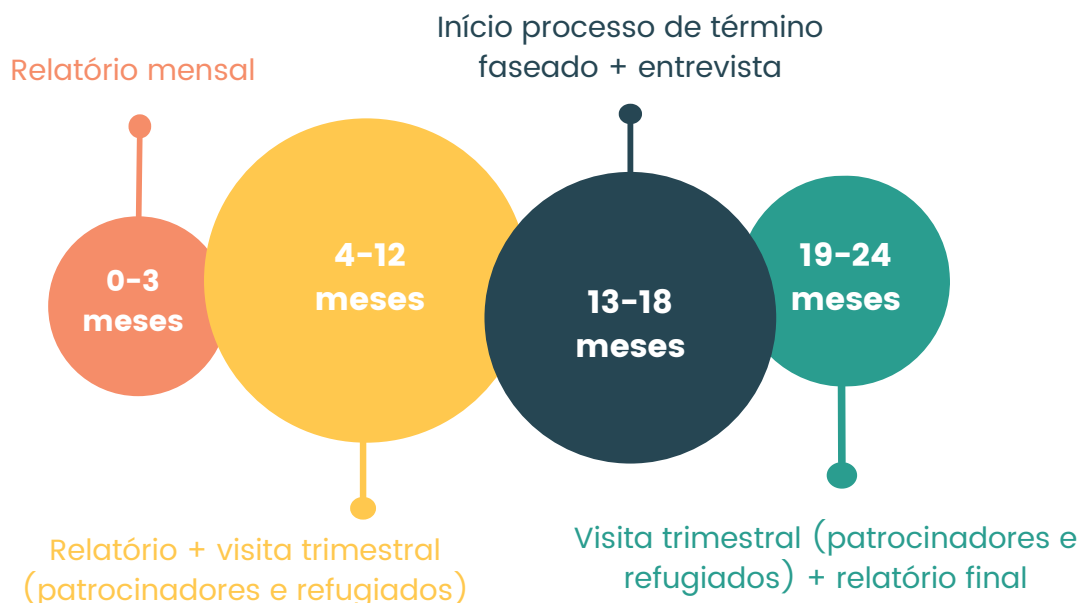 Relatório mensal
Início processo de término
faseado + entrevista
0-3
meses
4-12
meses
13-18
meses
19-24
meses
Relatório + visita trimestral
(patrocinadores e refugiados)
Visita trimestral (patrocinadores e
refugiados) + relatório final